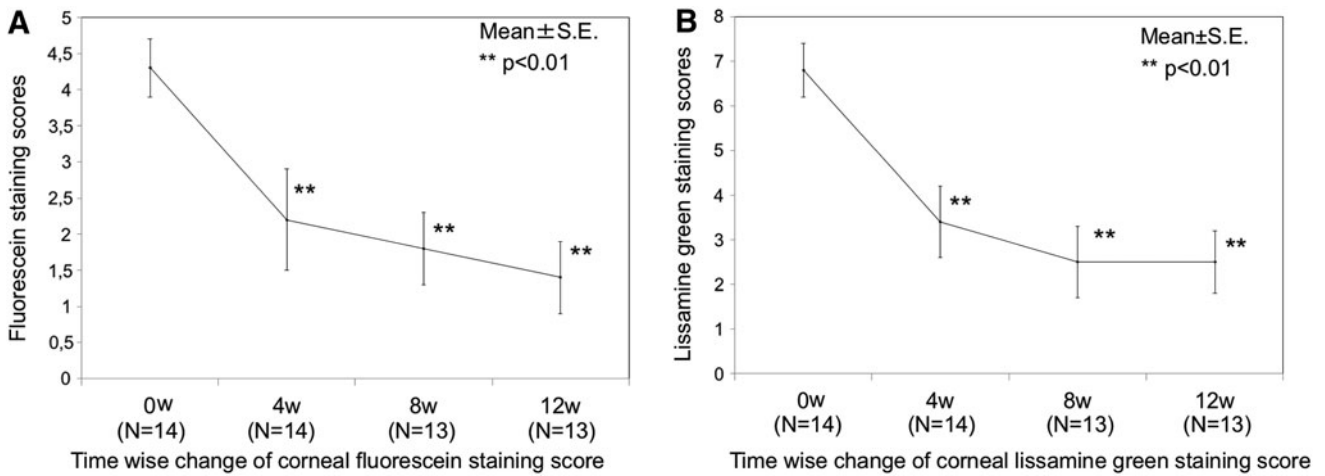 A
Mean±S.E.
** p<0.01
Fluorescein staining scores
5
4,5
4
3,5
3
2,5
2
1,5
1
0,5
0
**
**
**
0w
(N=14)
4w
(N=14)
8w
(N=13)
12w
(N=13)
Time wise change of corneal fluorescein staining score
B
Mean±S.E.
** p<0.01
Lissamine green staining scores
8
7
6
5
4
3
2
1
0
**
**
**
0w
(N=14)
4w
(N=14)
8w
(N=13)
12w
(N=13)
Time wise change of corneal lissamine green staining score